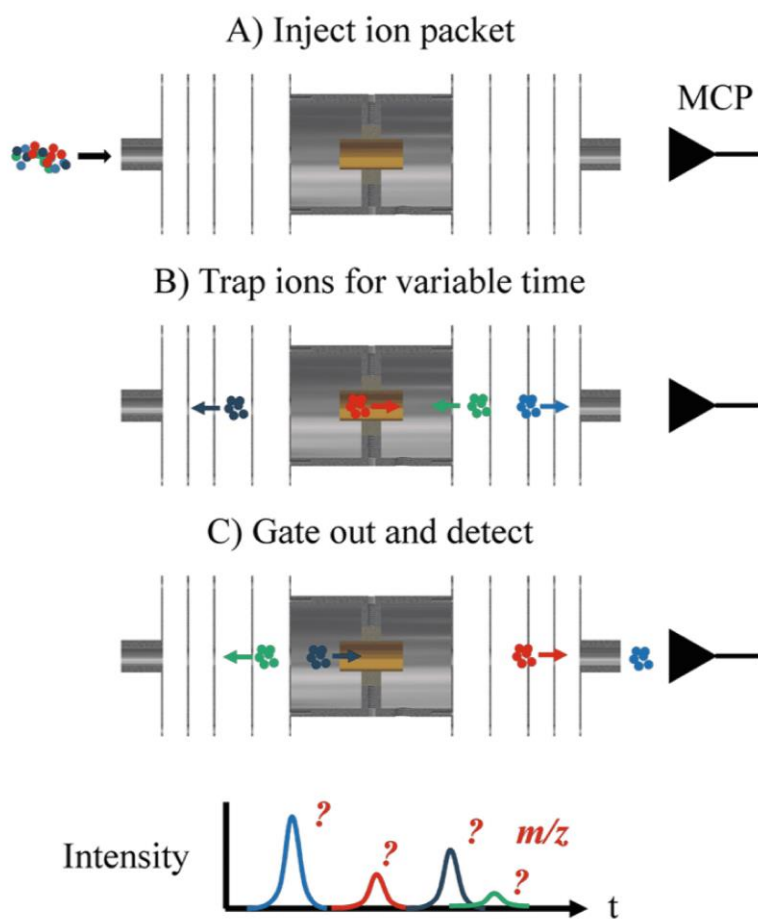 A) Inject ion packet
MCP
B) Trap ions for variable time
C) Gate out and detect
Intensity
?
?
?
m/z
?
t